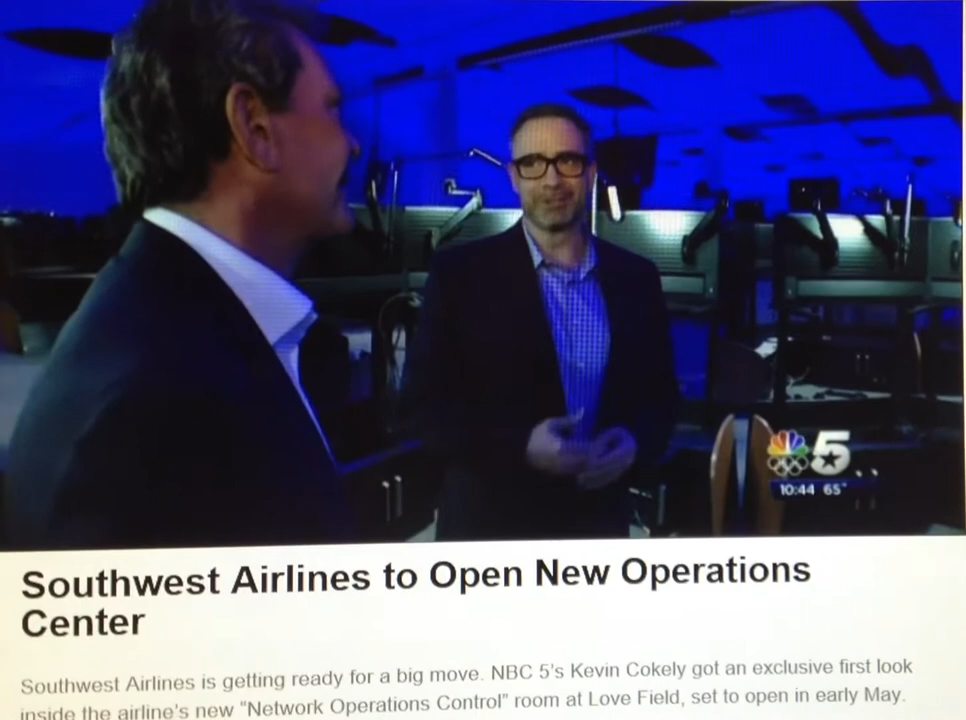 5
10:44 65°
Southwest Airlines to Open New Operations
Center
Southwest Airlines is getting ready for a big move. NBC 5's Kevin Cokely got an exclusive first look
inside the airline's new "Network Operations Control" room at Love Field, set to open in early May.